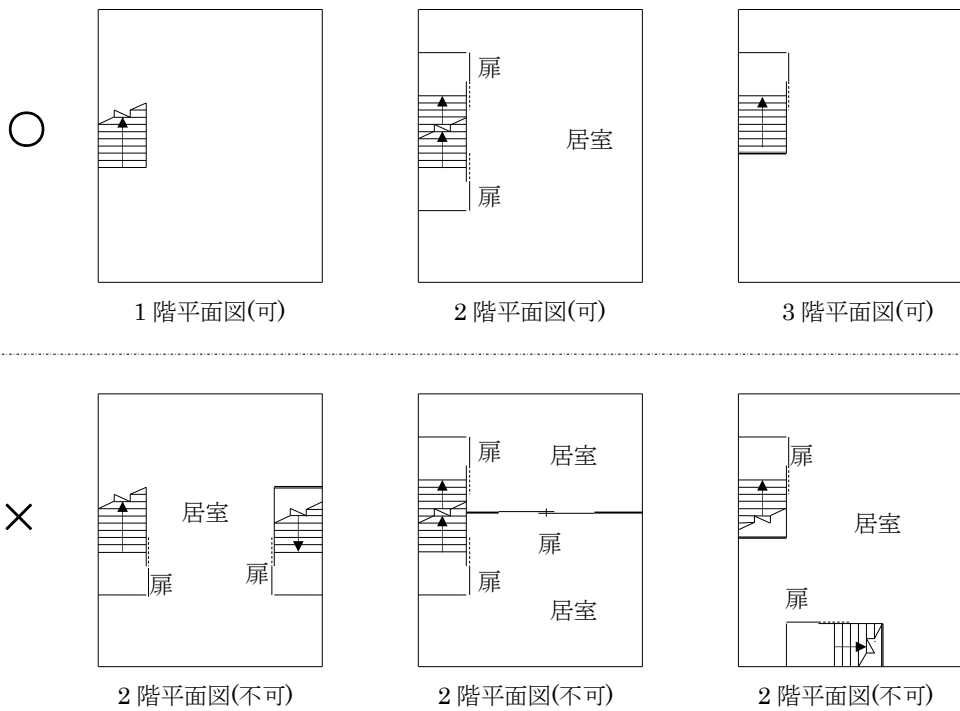 扉
居室
扉
1 階平面図(可)
2 階平面図(可)
3 階平面図(可)
扉
居室
扉
居室
扉
扉
扉
居室
扉
居室
扉
2 階平面図(不可)
2 階平面図(不可)
2 階平面図(不可)